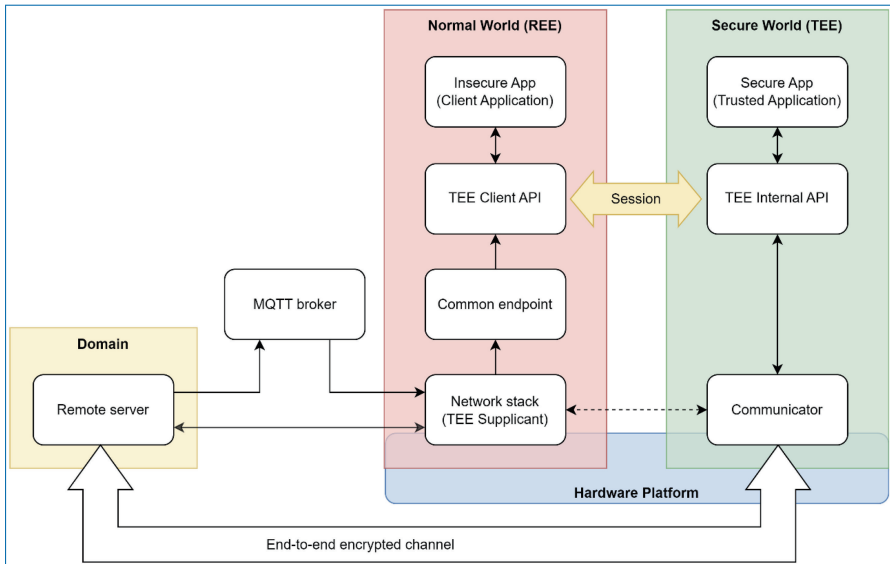 Normal World (REE)
Secure World (TEE)
Insecure App
(Client Application)
Secure App
(Trusted Application)
TEE Client API
Session
TEE Internal API
MQTT broker
Common endpoint
Domain
Remote server
Network stack
(TEE Supplicant)
Communicator
Hardware Platform
End-to-end encrypted channel